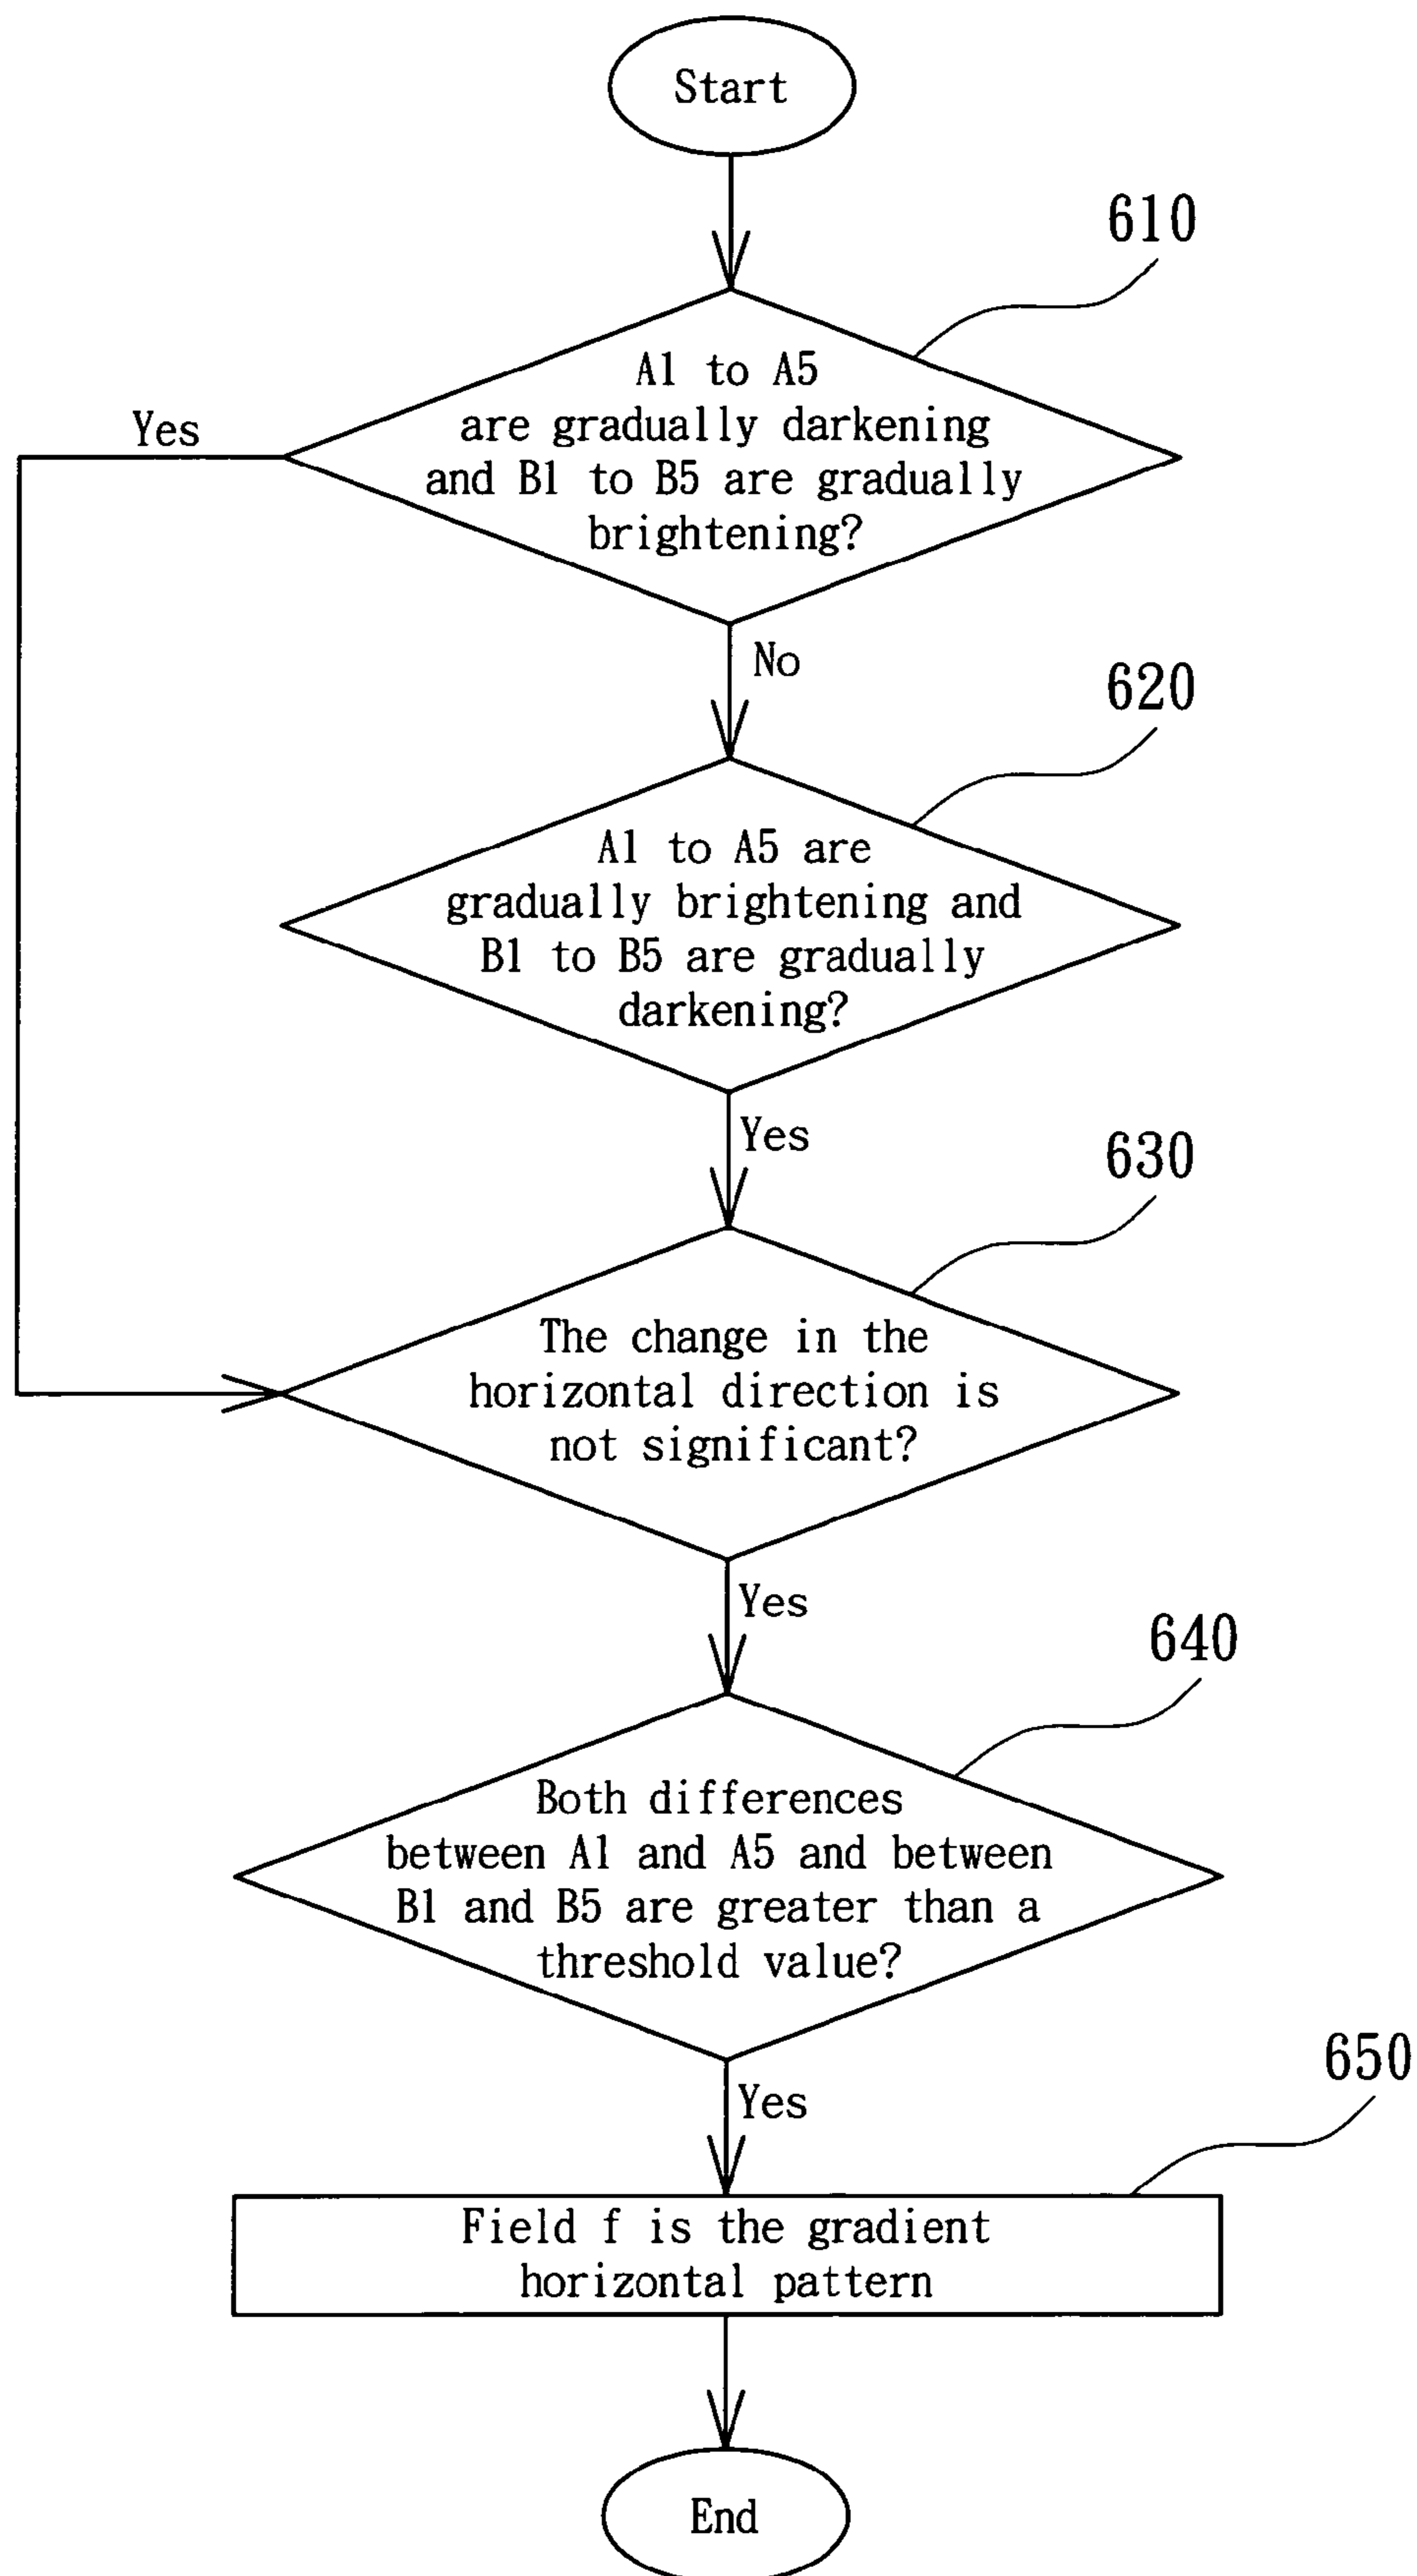 Start
610
A1 to A5
are gradually darkening
and B1 to B5 are gradually
brightening?
Yes
No
620
A1 to A5 are
gradually brightening and
B1 to B5 are gradually
darkening?
Yes
630
The change in the
horizontal direction is
not significant?
Yes
640
Both differences
between A1 and A5 and between
B1 and B5 are greater than a
threshold value?
Yes
650
Field f is the gradient
horizontal pattern
End